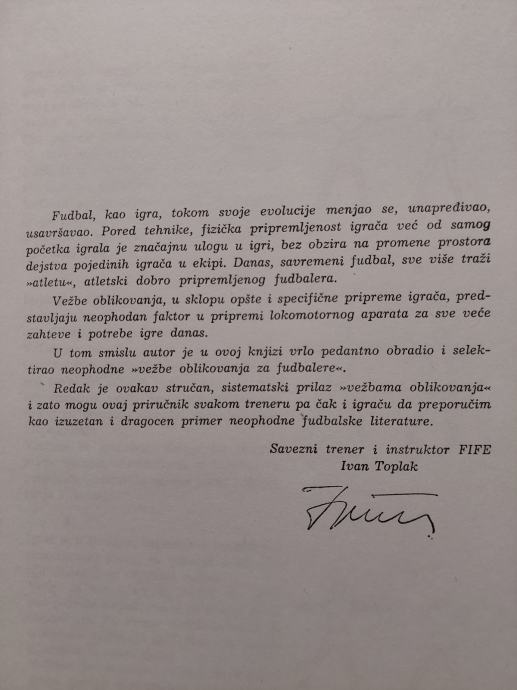 Fudbal, kao igra, tokom svoje evolucije menjao se, unapređivao,
usavršavao. Pored tehnike, fizička pripremljenost igrača već od samog
početka igrala je značajnu ulogu u igri, bez obzira na promene prostora
dejstva pojedinih igrača u ekipi. Danas, savremeni fudbal, sve više traži
»atletu«, atletski dobro pripremljenog fudbalera.
Vežbe oblikovanja, u sklopu opšte i specifične pripreme igrača, pred-
stavljaju neophodan faktor u pripremi lokomotornog aparata za sve veće
zahteve i potrebe igre danas.
U tom smislu autor je u ovoj knjizi vrlo pedantno obradio i selek-
tirao neophodne »vežbe oblikovanja za fudbalere«.
Redak je ovakav stručan, sistematski prilaz »vežbama oblikovanja«
i zato mogu ovaj priručnik svakom treneru pa čak i igraču da preporučim
kao izuzetan i dragocen primer neophodne fudbalske literature.
Savezni trener i instruktor FIFE
Ivan Toplak